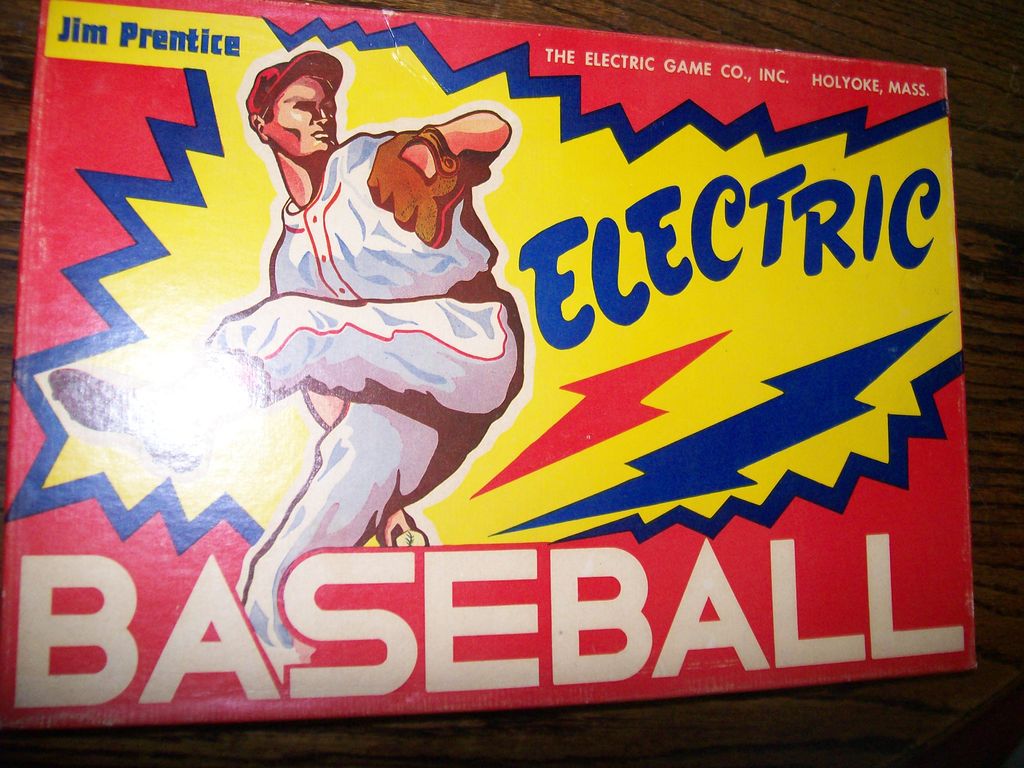 Jim Prentice
THE ELECTRIC GAME CO., INC. HOLYOKE, MASS.
ELECTRIC
BASEBALL